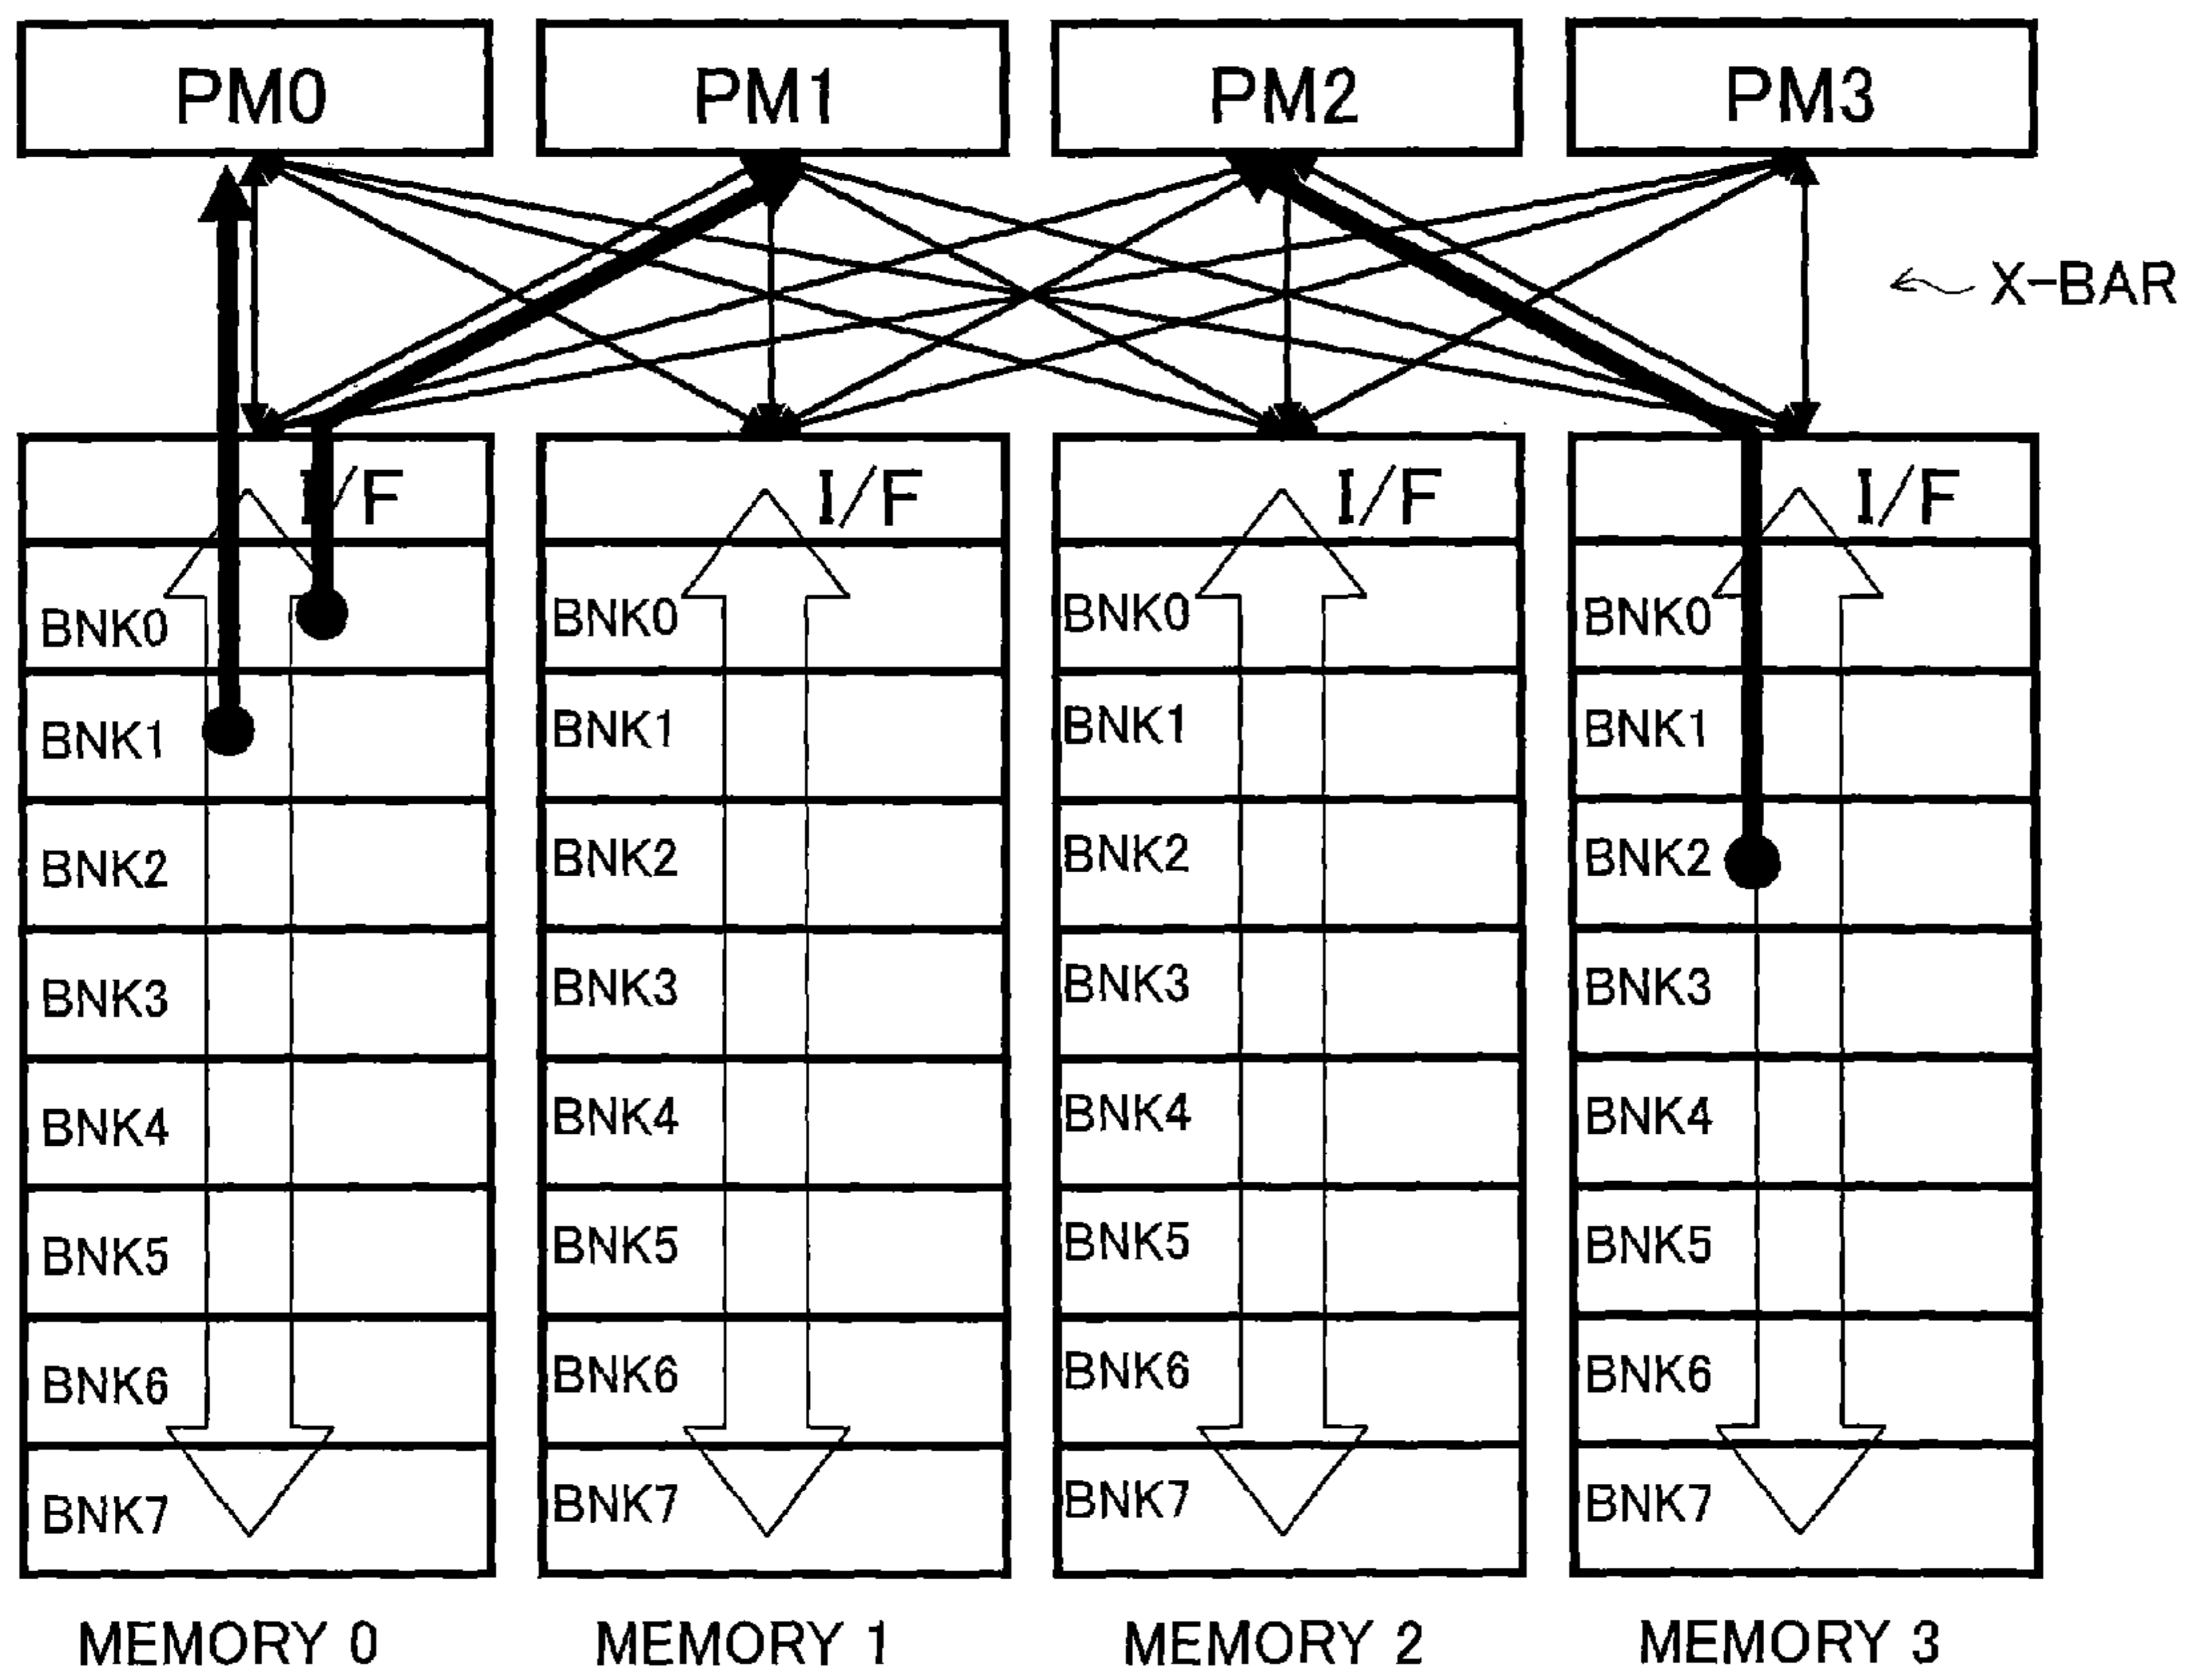 PM0 PM1 PM2 PM3
X-BAR
I/F I/F I/F I/F
BNK0 BNK0 BNK0 BNK0
BNK1 BNK1 BNK1 BNK1
BNK2 BNK2 BNK2 BNK2
BNK3 BNK3 BNK3 BNK3
BNK4 BNK4 BNK4 BNK4
BNK5 BNK5 BNK5 BNK5
BNK6 BNK6 BNK6 BNK6
BNK7 BNK7 BNK7 BNK7
MEMORY 0 MEMORY 1 MEMORY 2 MEMORY 3